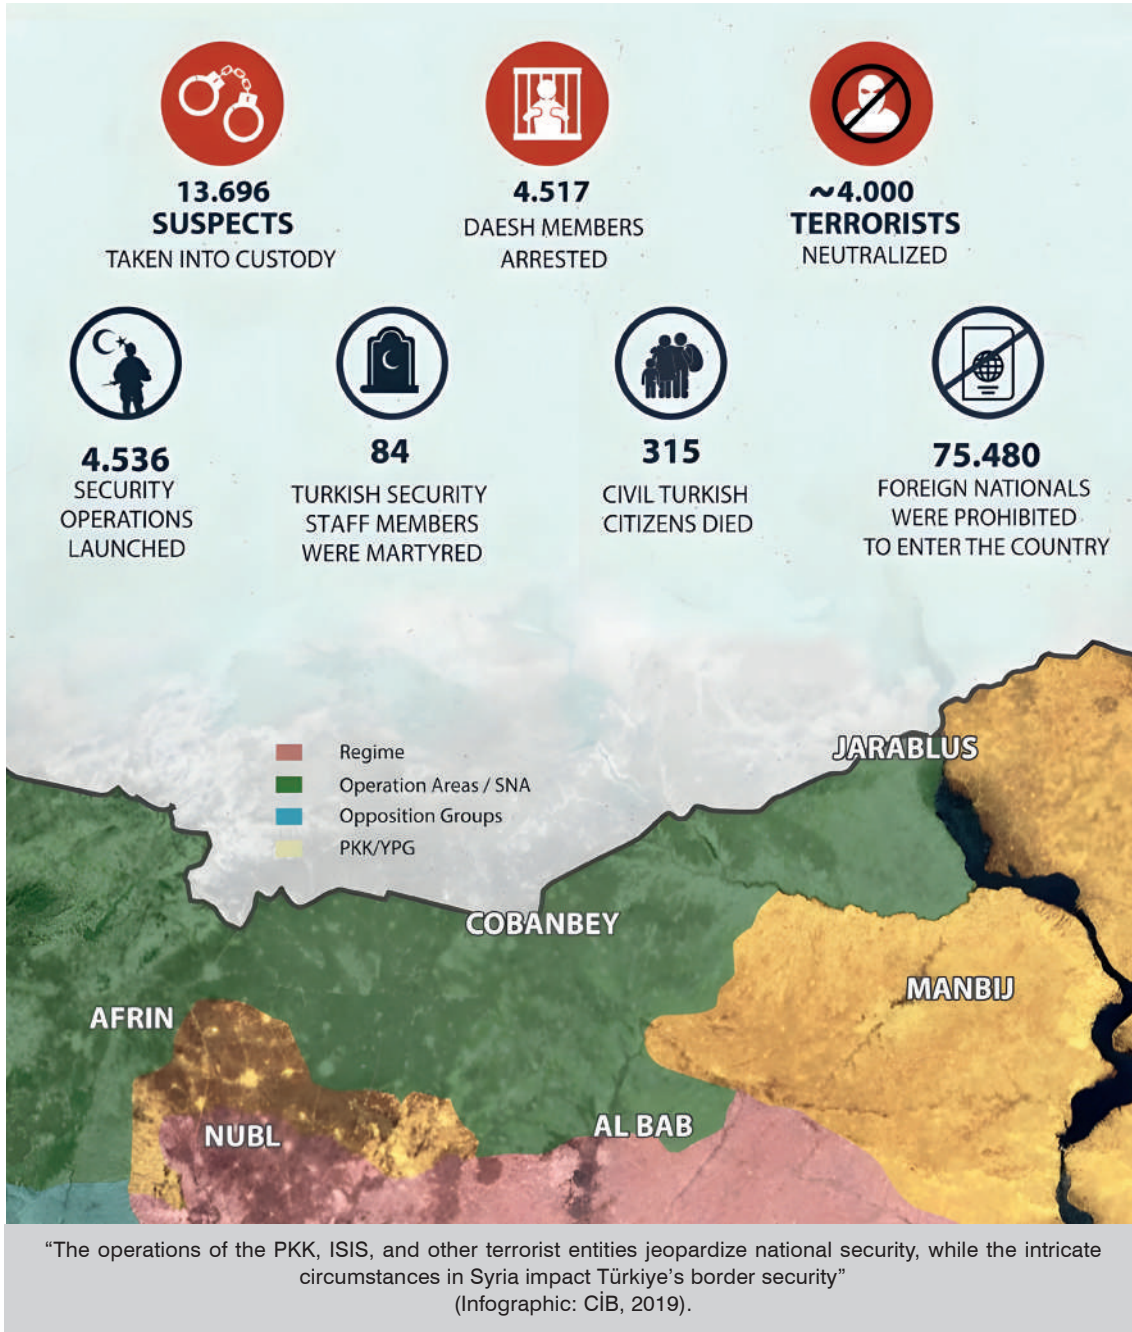 13.696
SUSPECTS
TAKEN INTO CUSTODY
4.517
DAESH MEMBERS
ARRESTED
~4.000
TERRORISTS
NEUTRALIZED
4.536
SECURITY
OPERATIONS
LAUNCHED
84
TURKISH SECURITY
STAFF MEMBERS
WERE MARTYRED
315
CIVIL TURKISH
CITIZENS DIED
75.480
FOREIGN NATIONALS
WERE PROHIBITED
TO ENTER THE COUNTRY
JARABLUS
Regime
Operation Areas / SNA
Opposition Groups
PKK/YPG
COBANBEY
MANBIJ
AFRIN
AL BAB
NUBL
“The operations of the PKK, ISIS, and other terrorist entities jeopardize national security, while the intricate
circumstances in Syria impact Türkiye’s border security”
(Infographic: CİB, 2019).